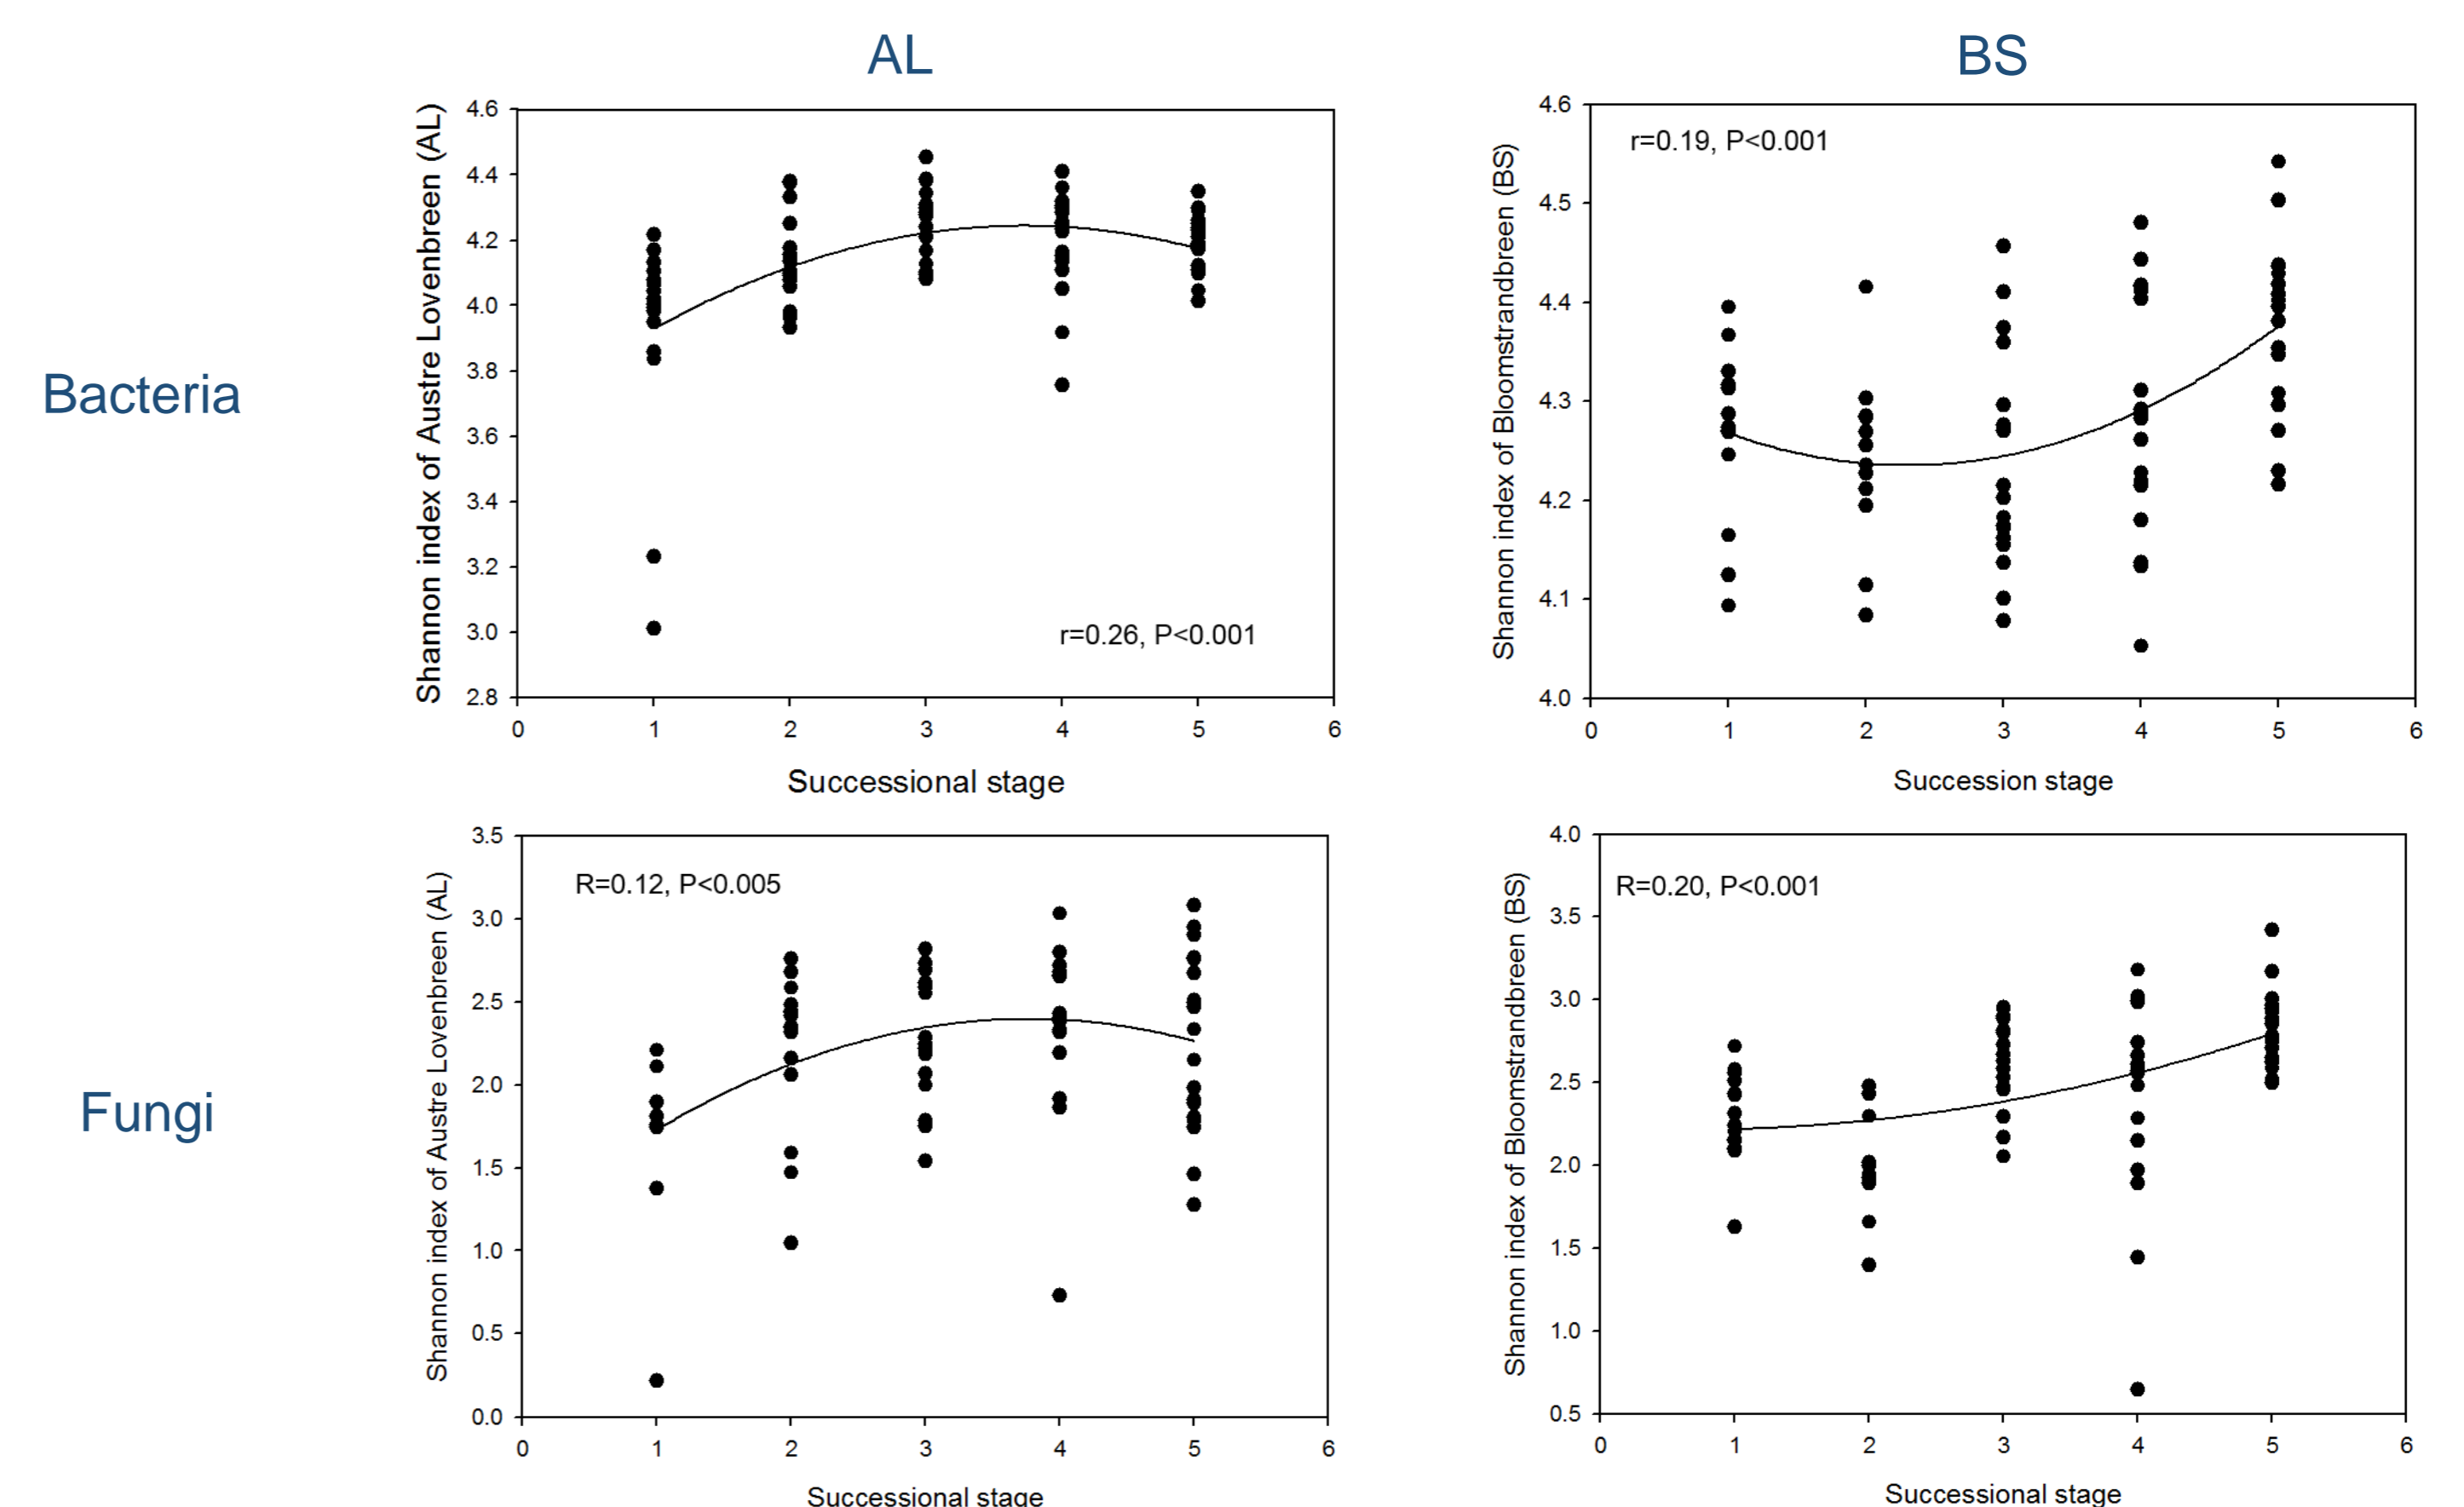 AL
BS
Bacteria
Shannon index of Austre Lovenbreen (AL)
4.6
4.4
4.2
4.0
3.8
3.6
3.4
3.2
3.0
2.8
r=0.26, P<0.001
0 1 2 3 4 5 6
Successional stage
Shannon index of Bloomstrandbreen (BS)
4.6
4.5
4.4
4.3
4.2
4.1
4.0
r=0.19, P<0.001
0 1 2 3 4 5 6
Succession stage
Fungi
Shannon index of Austre Lovenbreen (AL)
3.5
3.0
2.5
2.0
1.5
1.0
0.5
0.0
R=0.12, P<0.005
0 1 2 3 4 5 6
Successional stage
Shannon index of Bloomstrandbreen (BS)
4.0
3.5
3.0
2.5
2.0
1.5
1.0
0.5
R=0.20, P<0.001
0 1 2 3 4 5 6
Successional stage